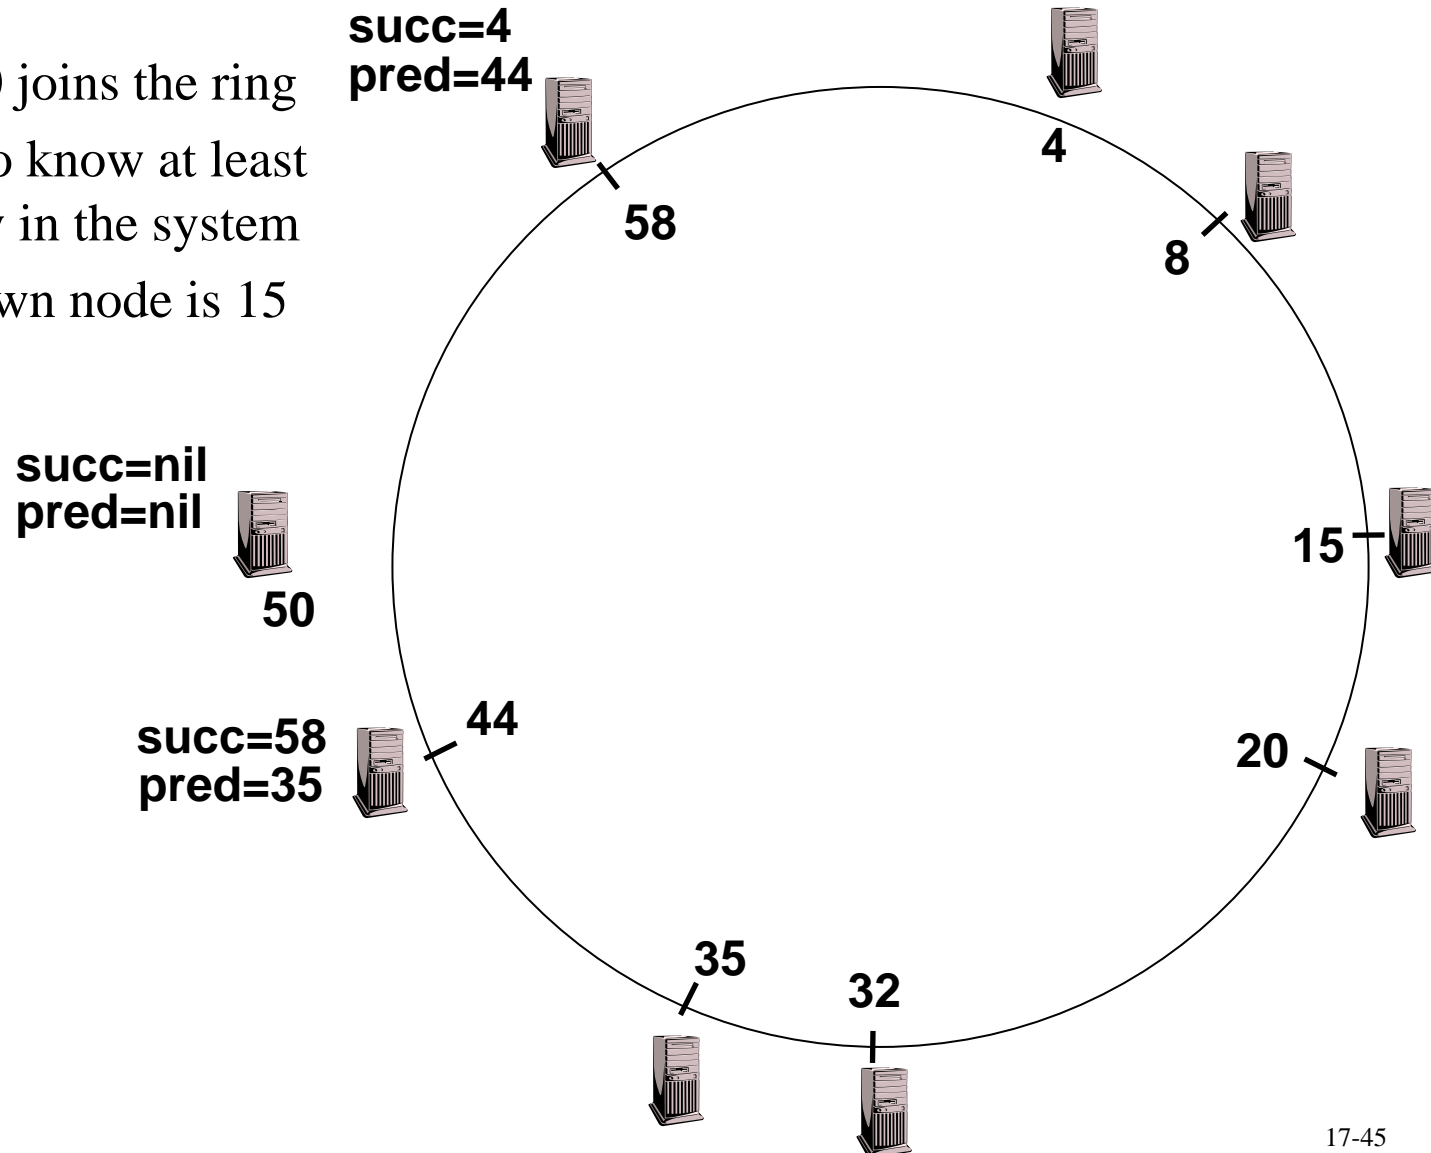 joins the ring
know at least
in the system
node is 15
succ=4
pred=44
4
58
8
succ=nil
pred=nil
50
15
succ=58
pred=35
44
20
35
32
17-45